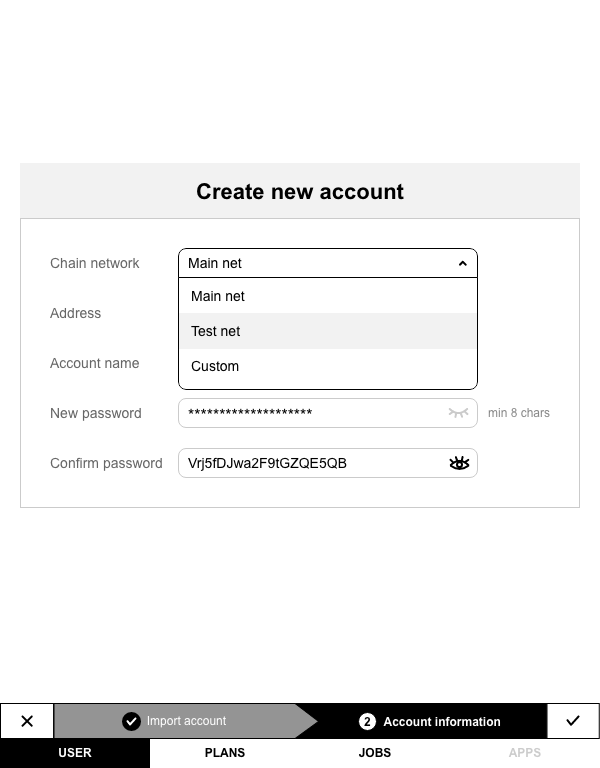 Create new account
Chain network
Main net
Main net
Address
Test net
Account name
Custom
New password
********************
min 8 chars
Confirm password
Vrj5fDJwa2F9tGZQE5QB
Import account
2 Account information
USER
PLANS
JOBS
APPS